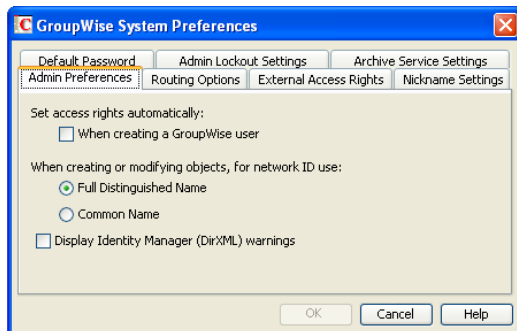 GroupWise System Preferences
Default Password Admin Lockout Settings Archive Service Settings
Admin Preferences Routing Options External Access Rights Nickname Settings
Set access rights automatically:
When creating a GroupWise user
When creating or modifying objects, for network ID use:
Full Distinguished Name
Common Name
Display Identity Manager (DirXML) warnings
OK Cancel Help